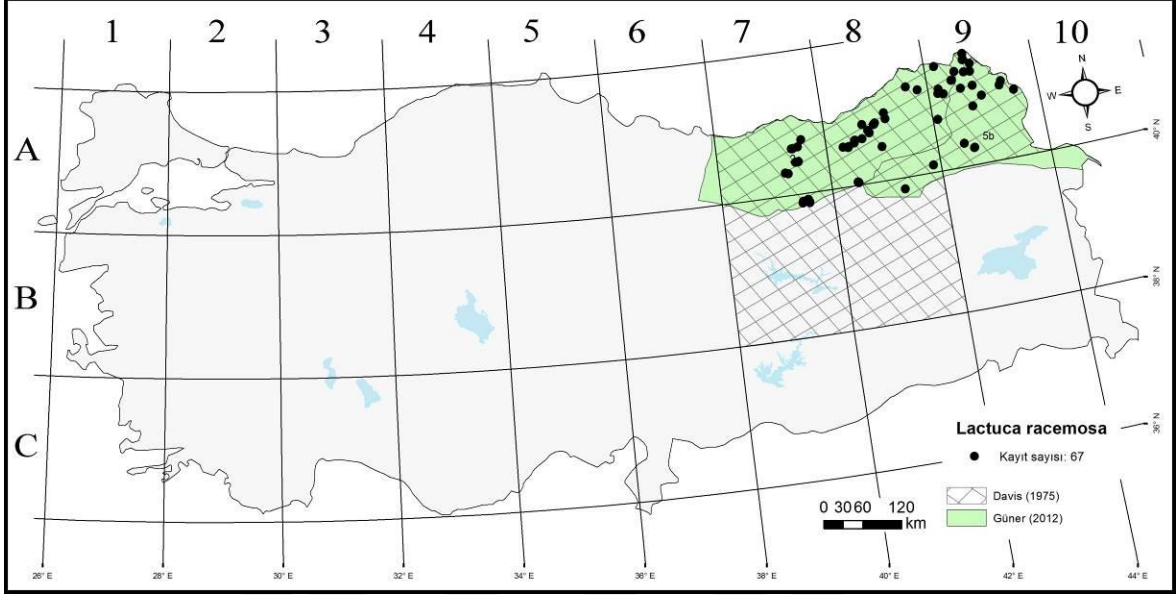 1 2 3 4 5 6 7 8 9 10
N
W E
S
A
B
C
5b
40° N
38° N
36° N
Lactuca racemosa
Kayıt sayısı: 67
Davis (1975)
Güner (2012)
0 30 60 120
km
26° E 28° E 30° E 32° E 34° E 36° E 38° E 40° E 42° E 44° E